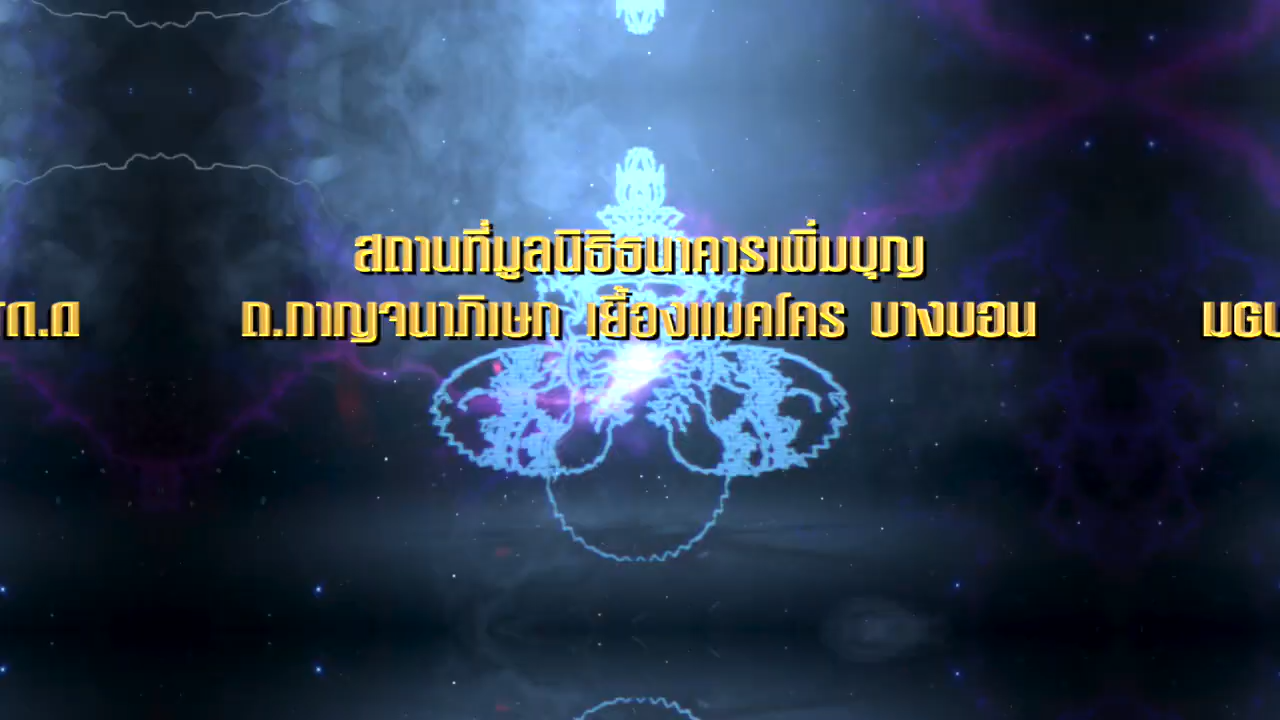 สถานที่มูลนิธิธนาคารเพิ่มบุญ
ถ.กาญจนาภิเษก เยื้องแมคโคร บางบอน